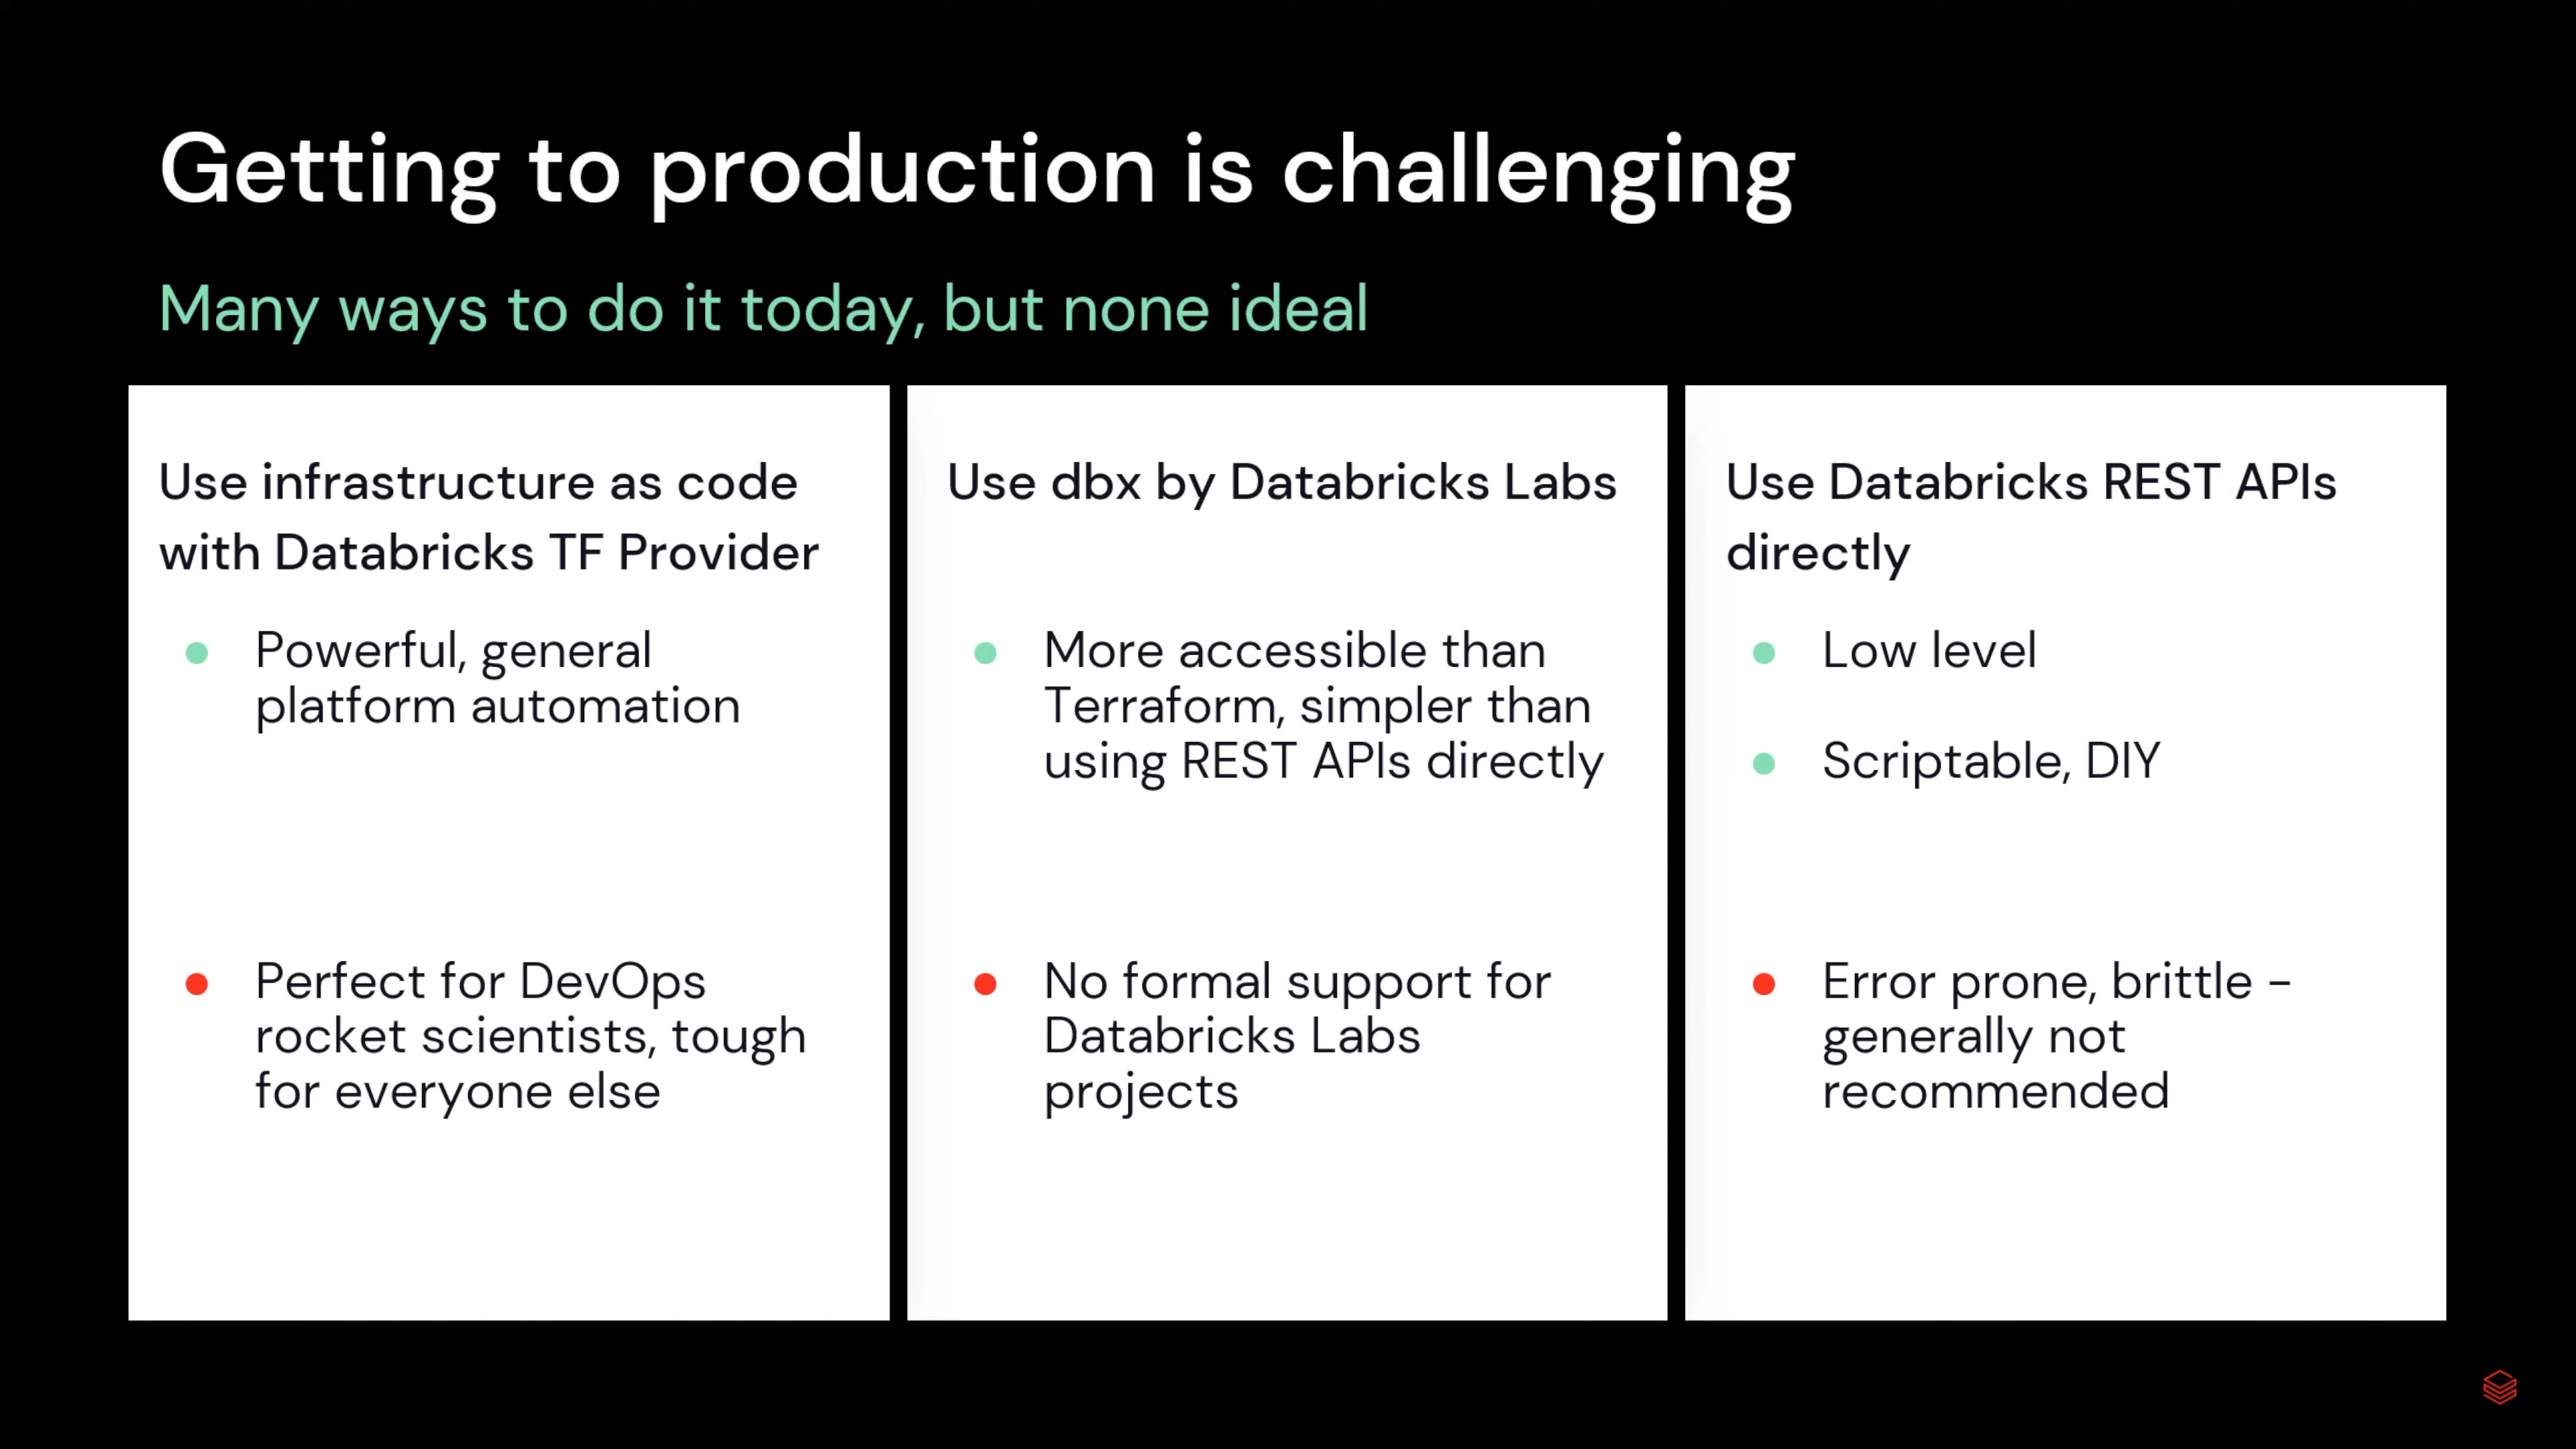 Getting to production is challenging
Many ways to do it today, but none ideal
Use infrastructure as code
with Databricks TF Provider
Powerful, general
platform automation
Perfect for DevOps
rocket scientists, tough
for everyone else
Use dbx by Databricks Labs
More accessible than
Terraform, simpler than
using REST APIs directly
No formal support for
Databricks Labs
projects
Use Databricks REST APIs
directly
Low level
Scriptable, DIY
Error prone, brittle -
generally not
recommended